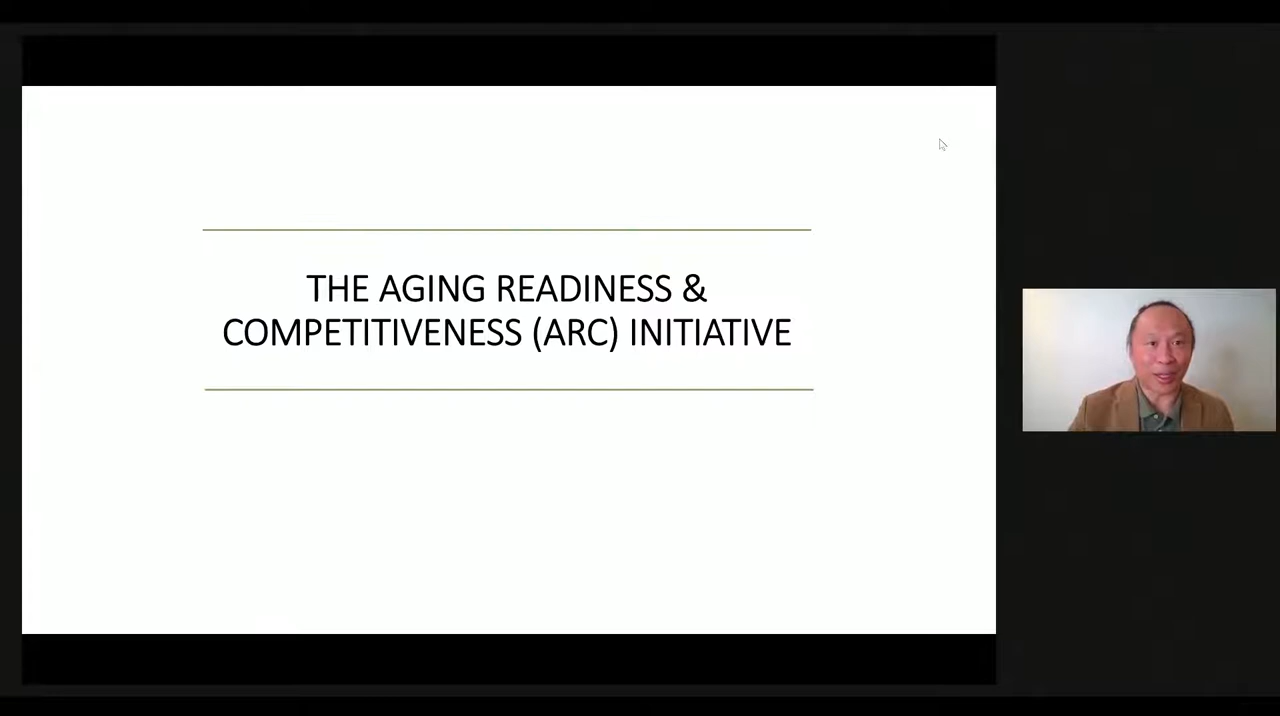 THE AGING READINESS &
COMPETITIVENESS (ARC) INITIATIVE